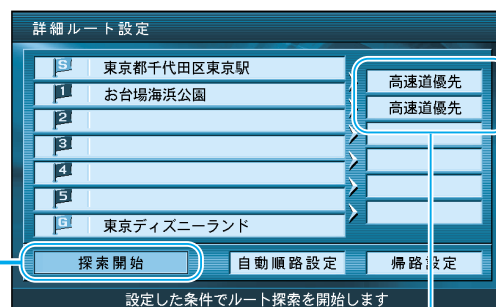 詳細ルート設定
S 東京都千代田区東京駅
高速道優先
1 お台場海浜公園
高速道優先
2
3
4
5
G 東京ディズニーランド
探索開始 自動順路設定 帰路設定
設定した条件でルート探索を開始します